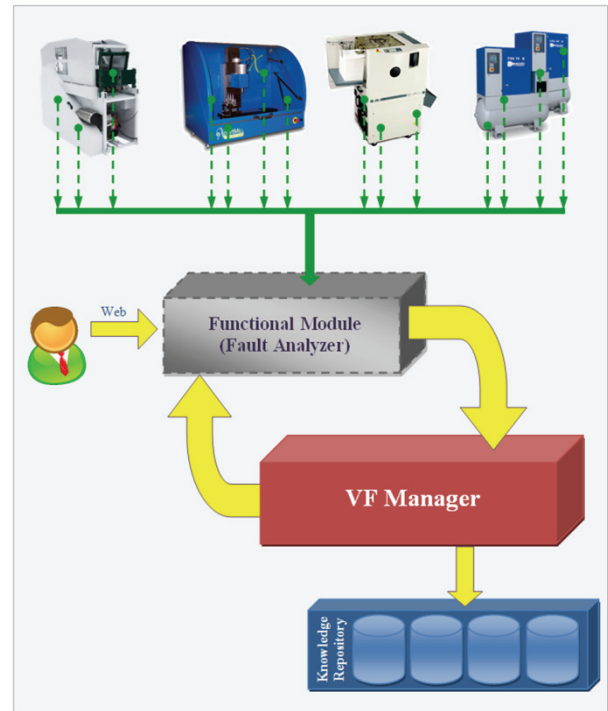 Web
Functional Module
(Fault Analyzer)
VF Manager
Knowledge
Repository